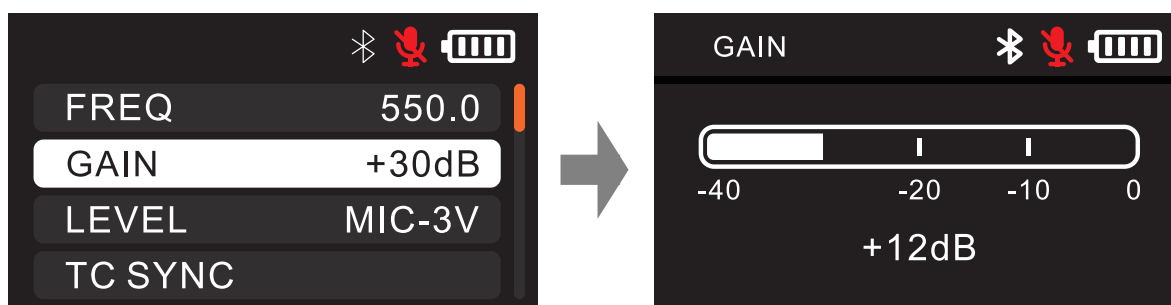 FREQ 550.0
GAIN +30dB
LEVEL MIC-3V
TC SYNC
GAIN
-40 -20 -10 0
+12dB